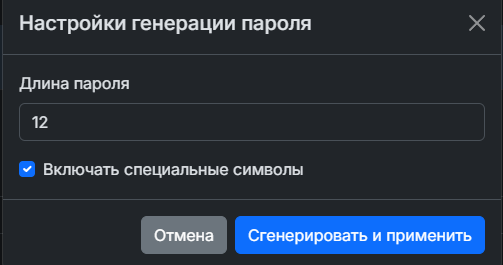 Настройки генерации пароля
Длина пароля
12
Включать специальные символы
Отмена
Сгенерировать и применить